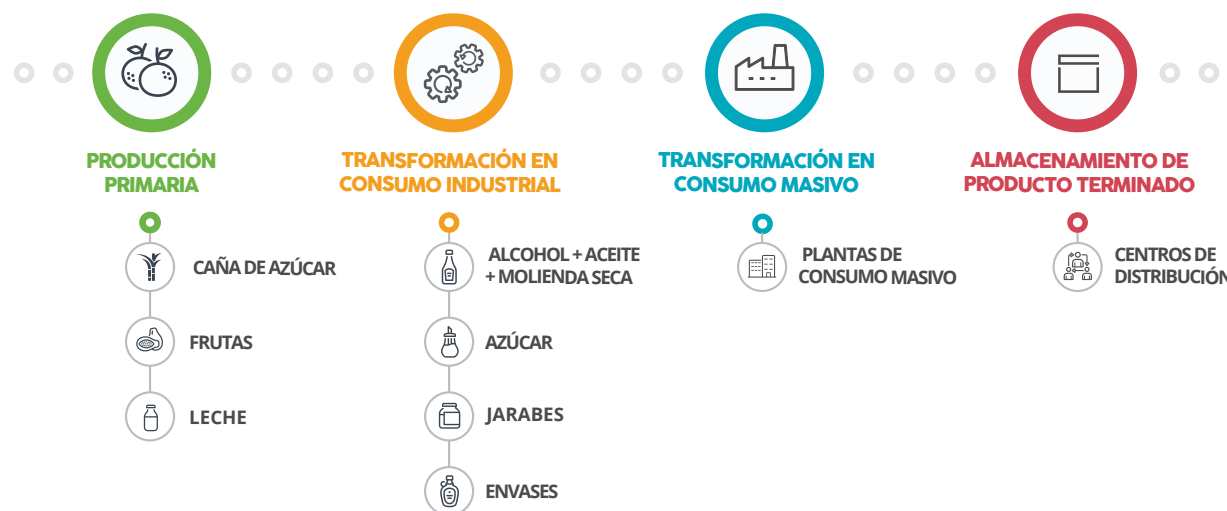 PRODUCCIÓN
PRIMARIA
CAÑA DE AZÚCAR
FRUTAS
LECHE
TRANSFORMACIÓN EN
CONSUMO INDUSTRIAL
ALCOHOL + ACEITE
+ MOLIENDA SECA
AZÚCAR
JARABES
ENVASES
TRANSFORMACIÓN EN
CONSUMO MASIVO
PLANTAS DE
CONSUMO MASIVO
ALMACENAMIENTO DE
PRODUCTO TERMINADO
CENTROS DE
DISTRIBUCIÓN